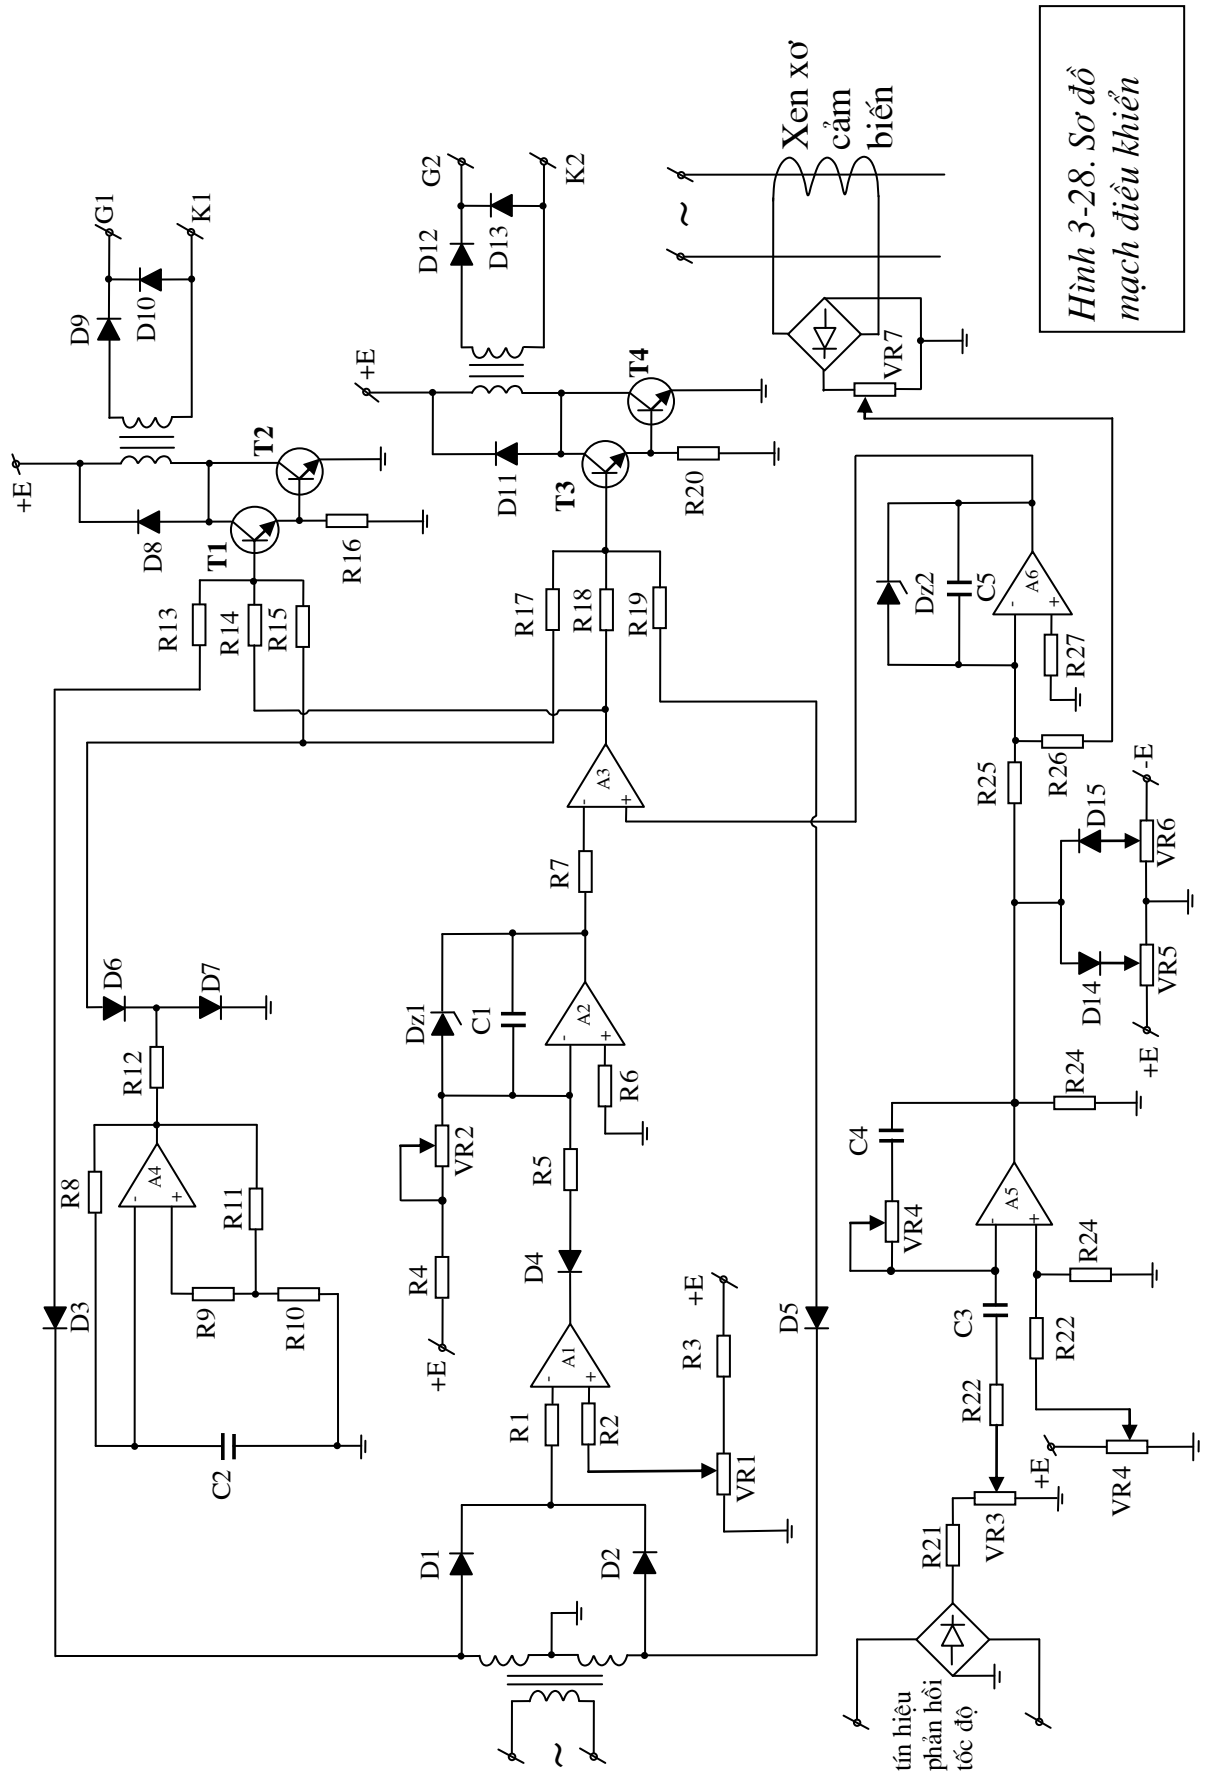 +E
G1
D9
D10
K1
D8
T1
T2
R16
R13
R14
R15
+E
G2
D12
D13
K2
D11
T3
T4
R20
R17
R18
R19
~
Xen xơ
cảm
biến
VR7
D6
D7
R12
R8
A4
-
+
R11
R9
R10
C2
D3
A3
-
+
R7
Dz1
C1
A2
-
+
R6
VR2
R4
+E
R5
D4
A1
-
+
R1
R2
R3
+E
VR1
D5
D1
D2
~
Dz2
C5
A6
-
+
R27
R25
R26
-E
D15
VR6
D14
VR5
+E
R24
C4
VR4
A5
-
+
R24
C3
R22
R22
+E
VR4
VR3
R21
tín hiệu
phản hồi
tốc độ
Hình 3-28. Sơ đồ
mạch điều khiển